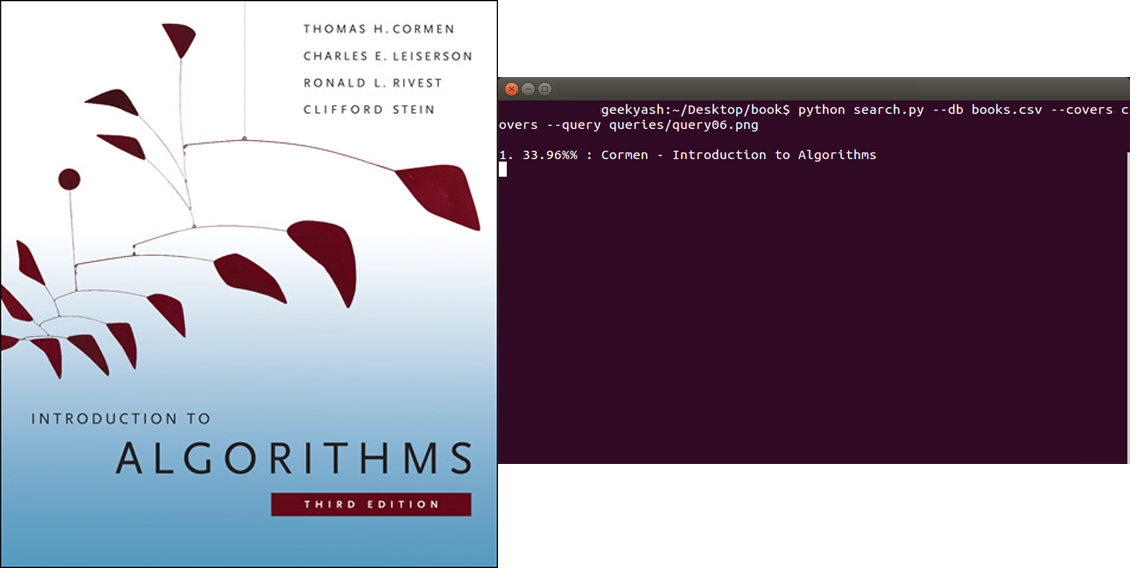 THOMAS H. CORMEN
CHARLES E. LEISERSON
RONALD L. RIVEST
CLIFFORD STEIN
INTRODUCTION TO
ALGORITHMS
THIRD EDITION
geekyash:~/Desktop/book$ python search.py --db books.csv --covers c
overs --query queries/query06.png
1. 33.96%% : Cormen - Introduction to Algorithms